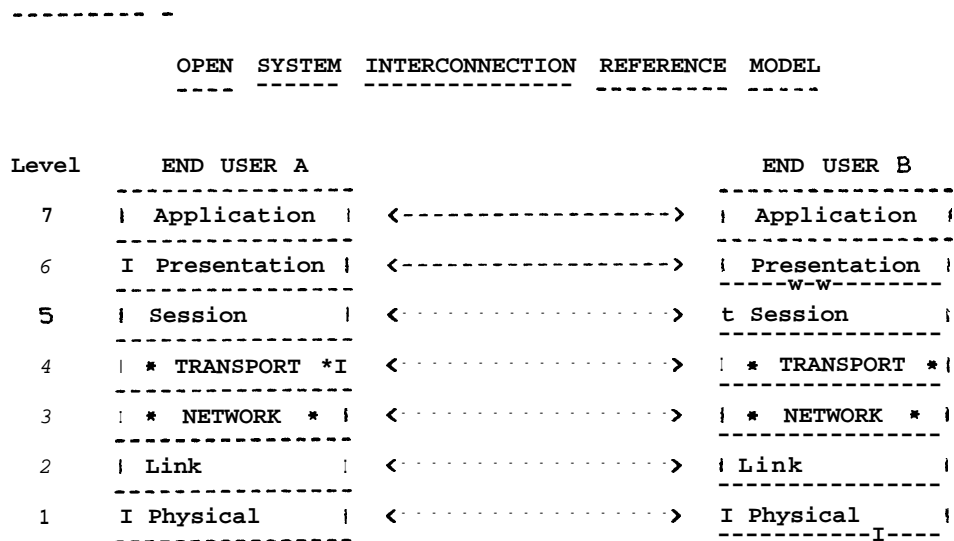 --------- -
OPEN SYSTEM INTERCONNECTION REFERENCE MODEL
---- ------ --------------- --------- -----
Level END USER A END USER B
---------------- ----------------
7 | Application | <-------------------> | Application |
---------------- ----------------
6 I Presentation | <-------------------> | Presentation |
---------------- -----w-w--------
5 | Session | <-------------------> t Session |
---------------- ----------------
4 | * TRANSPORT *I <-------------------> | * TRANSPORT *|
---------------- ----------------
3 | * NETWORK * | <-------------------> | * NETWORK * |
---------------- ----------------
2 | Link | <-------------------> | Link |
---------------- ----------------
1 I Physical | <-------------------> I Physical |
---------------- -----------I----